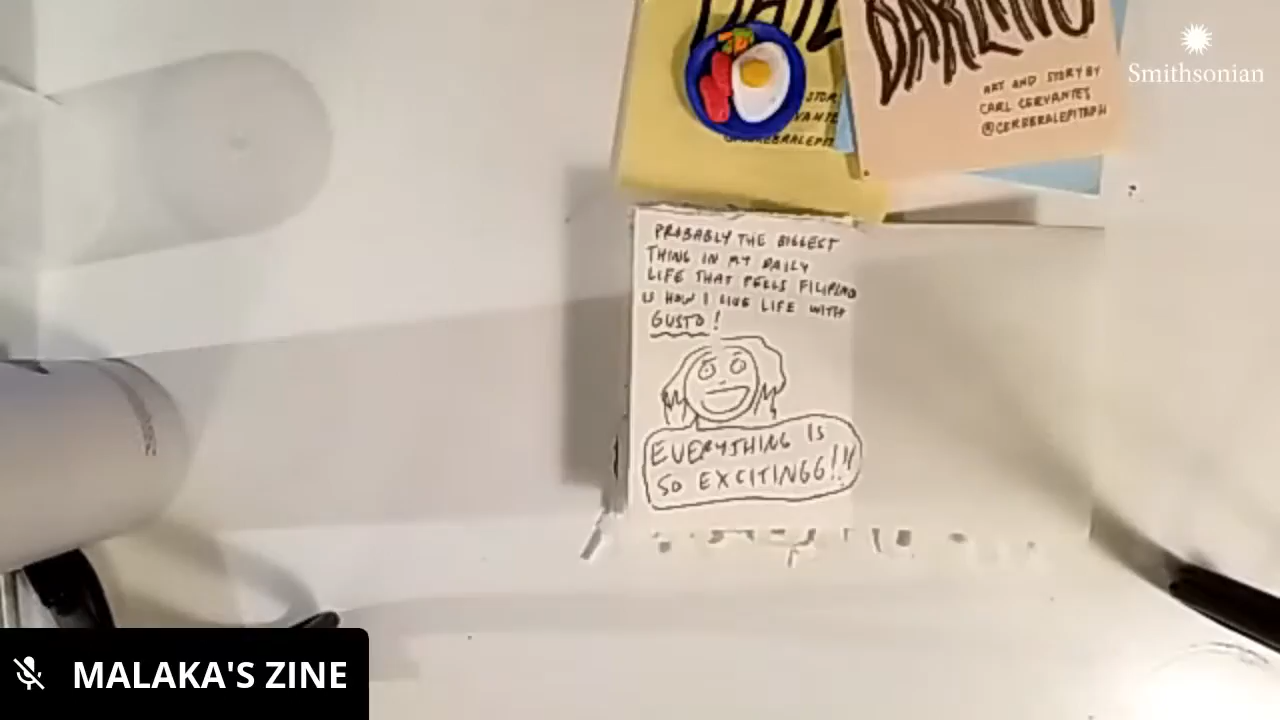 DARLING
ART AND STORY BY
CARL CERVANTES
@CEREBRALEPITAPH
Smithsonian
PROBABLY THE BIGGEST
THING IN MY DAILY
LIFE THAT FEELS FILIPINO
IS HOW I LIVE LIFE WITH
GUSTO!
EVERYTHING IS
SO EXCITINGG!!!
MALAKA'S ZINE